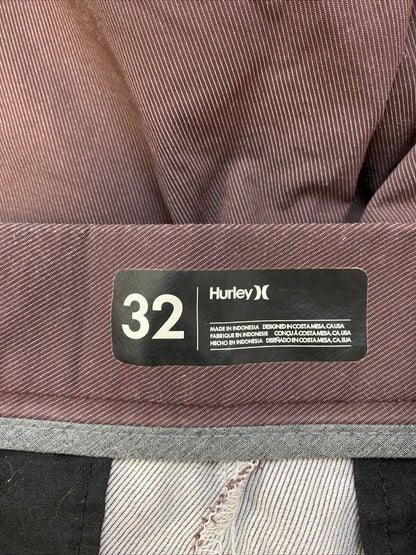 32
Hurley
MADE IN INDONESIA DESIGNED IN COSTA MESA, CA USA
FABRIQUE EN INDONESIE CONÇU À COSTA MESA, CA. USA
HECHO EN INDONESIA DISEÑADO EN COSTA MESA, CA. EUA